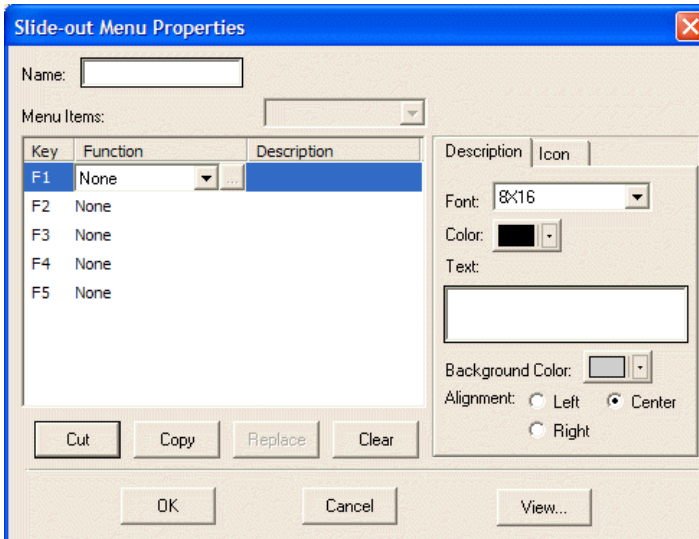 Slide-out Menu Properties
Name:
Menu Items:
Key Function Description
F1 None ...
F2 None
F3 None
F4 None
F5 None
Cut Copy Replace Clear
Description Icon
Font: 8X16
Color:
Text:
Background Color:
Alignment: Left Center
Right
OK Cancel View...